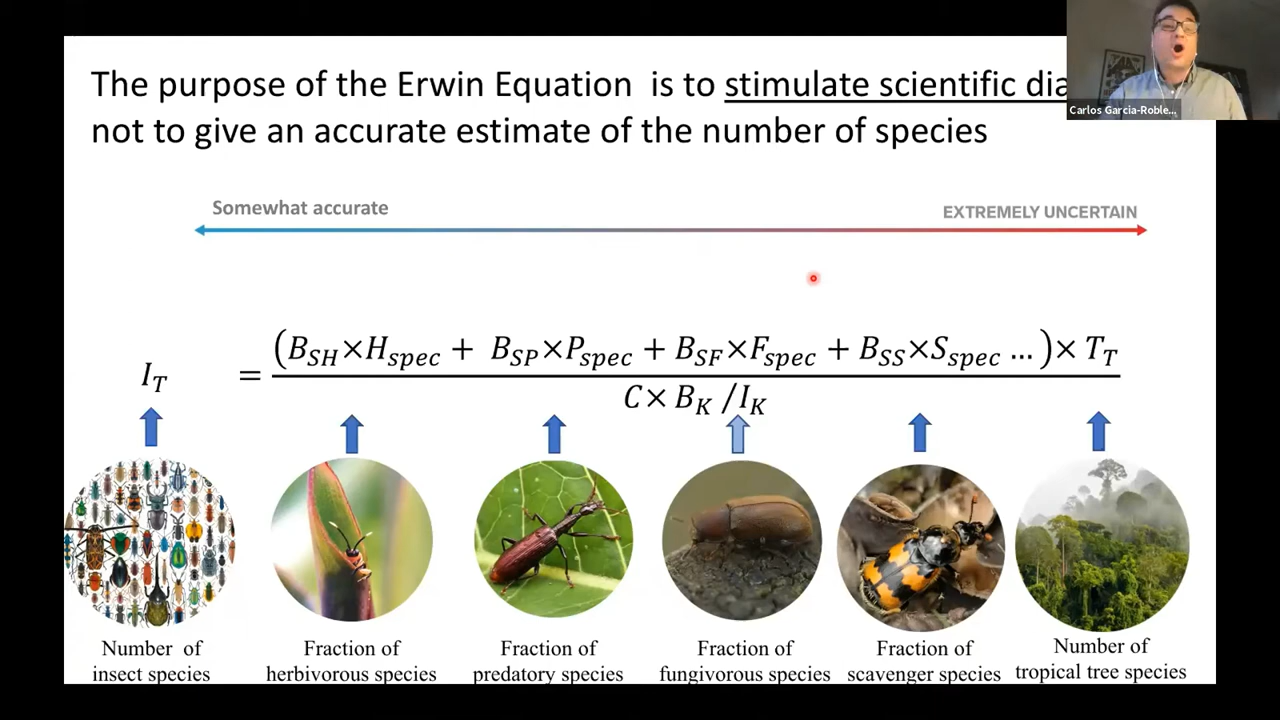 The purpose of the Erwin Equation is to stimulate scientific
not to give an accurate estimate of the number of species
Carlos Garcia-Roble...
Somewhat accurate
EXTREMELY UNCERTAIN
I_T = (B_SH×H_spec + B_SP×P_spec + B_SF×F_spec + B_SS×S_spec ...)× T_T
C× B_K /I_K
Number of insect species
Fraction of herbivorous species
Fraction of predatory species
Fraction of fungivorous species
Fraction of scavenger species
Number of tropical tree species